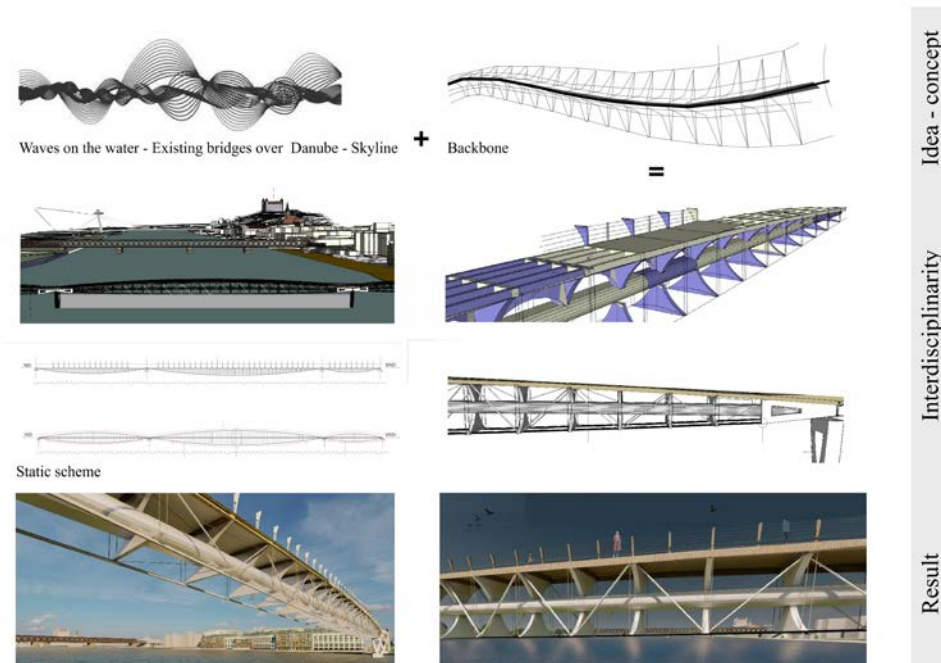 Waves on the water - Existing bridges over Danube - Skyline
+
Backbone
=
Static scheme
Idea - concept
Interdisciplinarity
Result